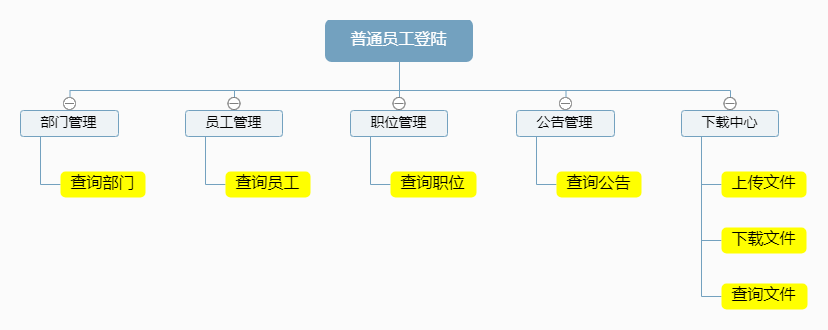 普通员工登陆
部门管理
员工管理
职位管理
公告管理
下载中心
查询部门
查询员工
查询职位
查询公告
上传文件
下载文件
查询文件